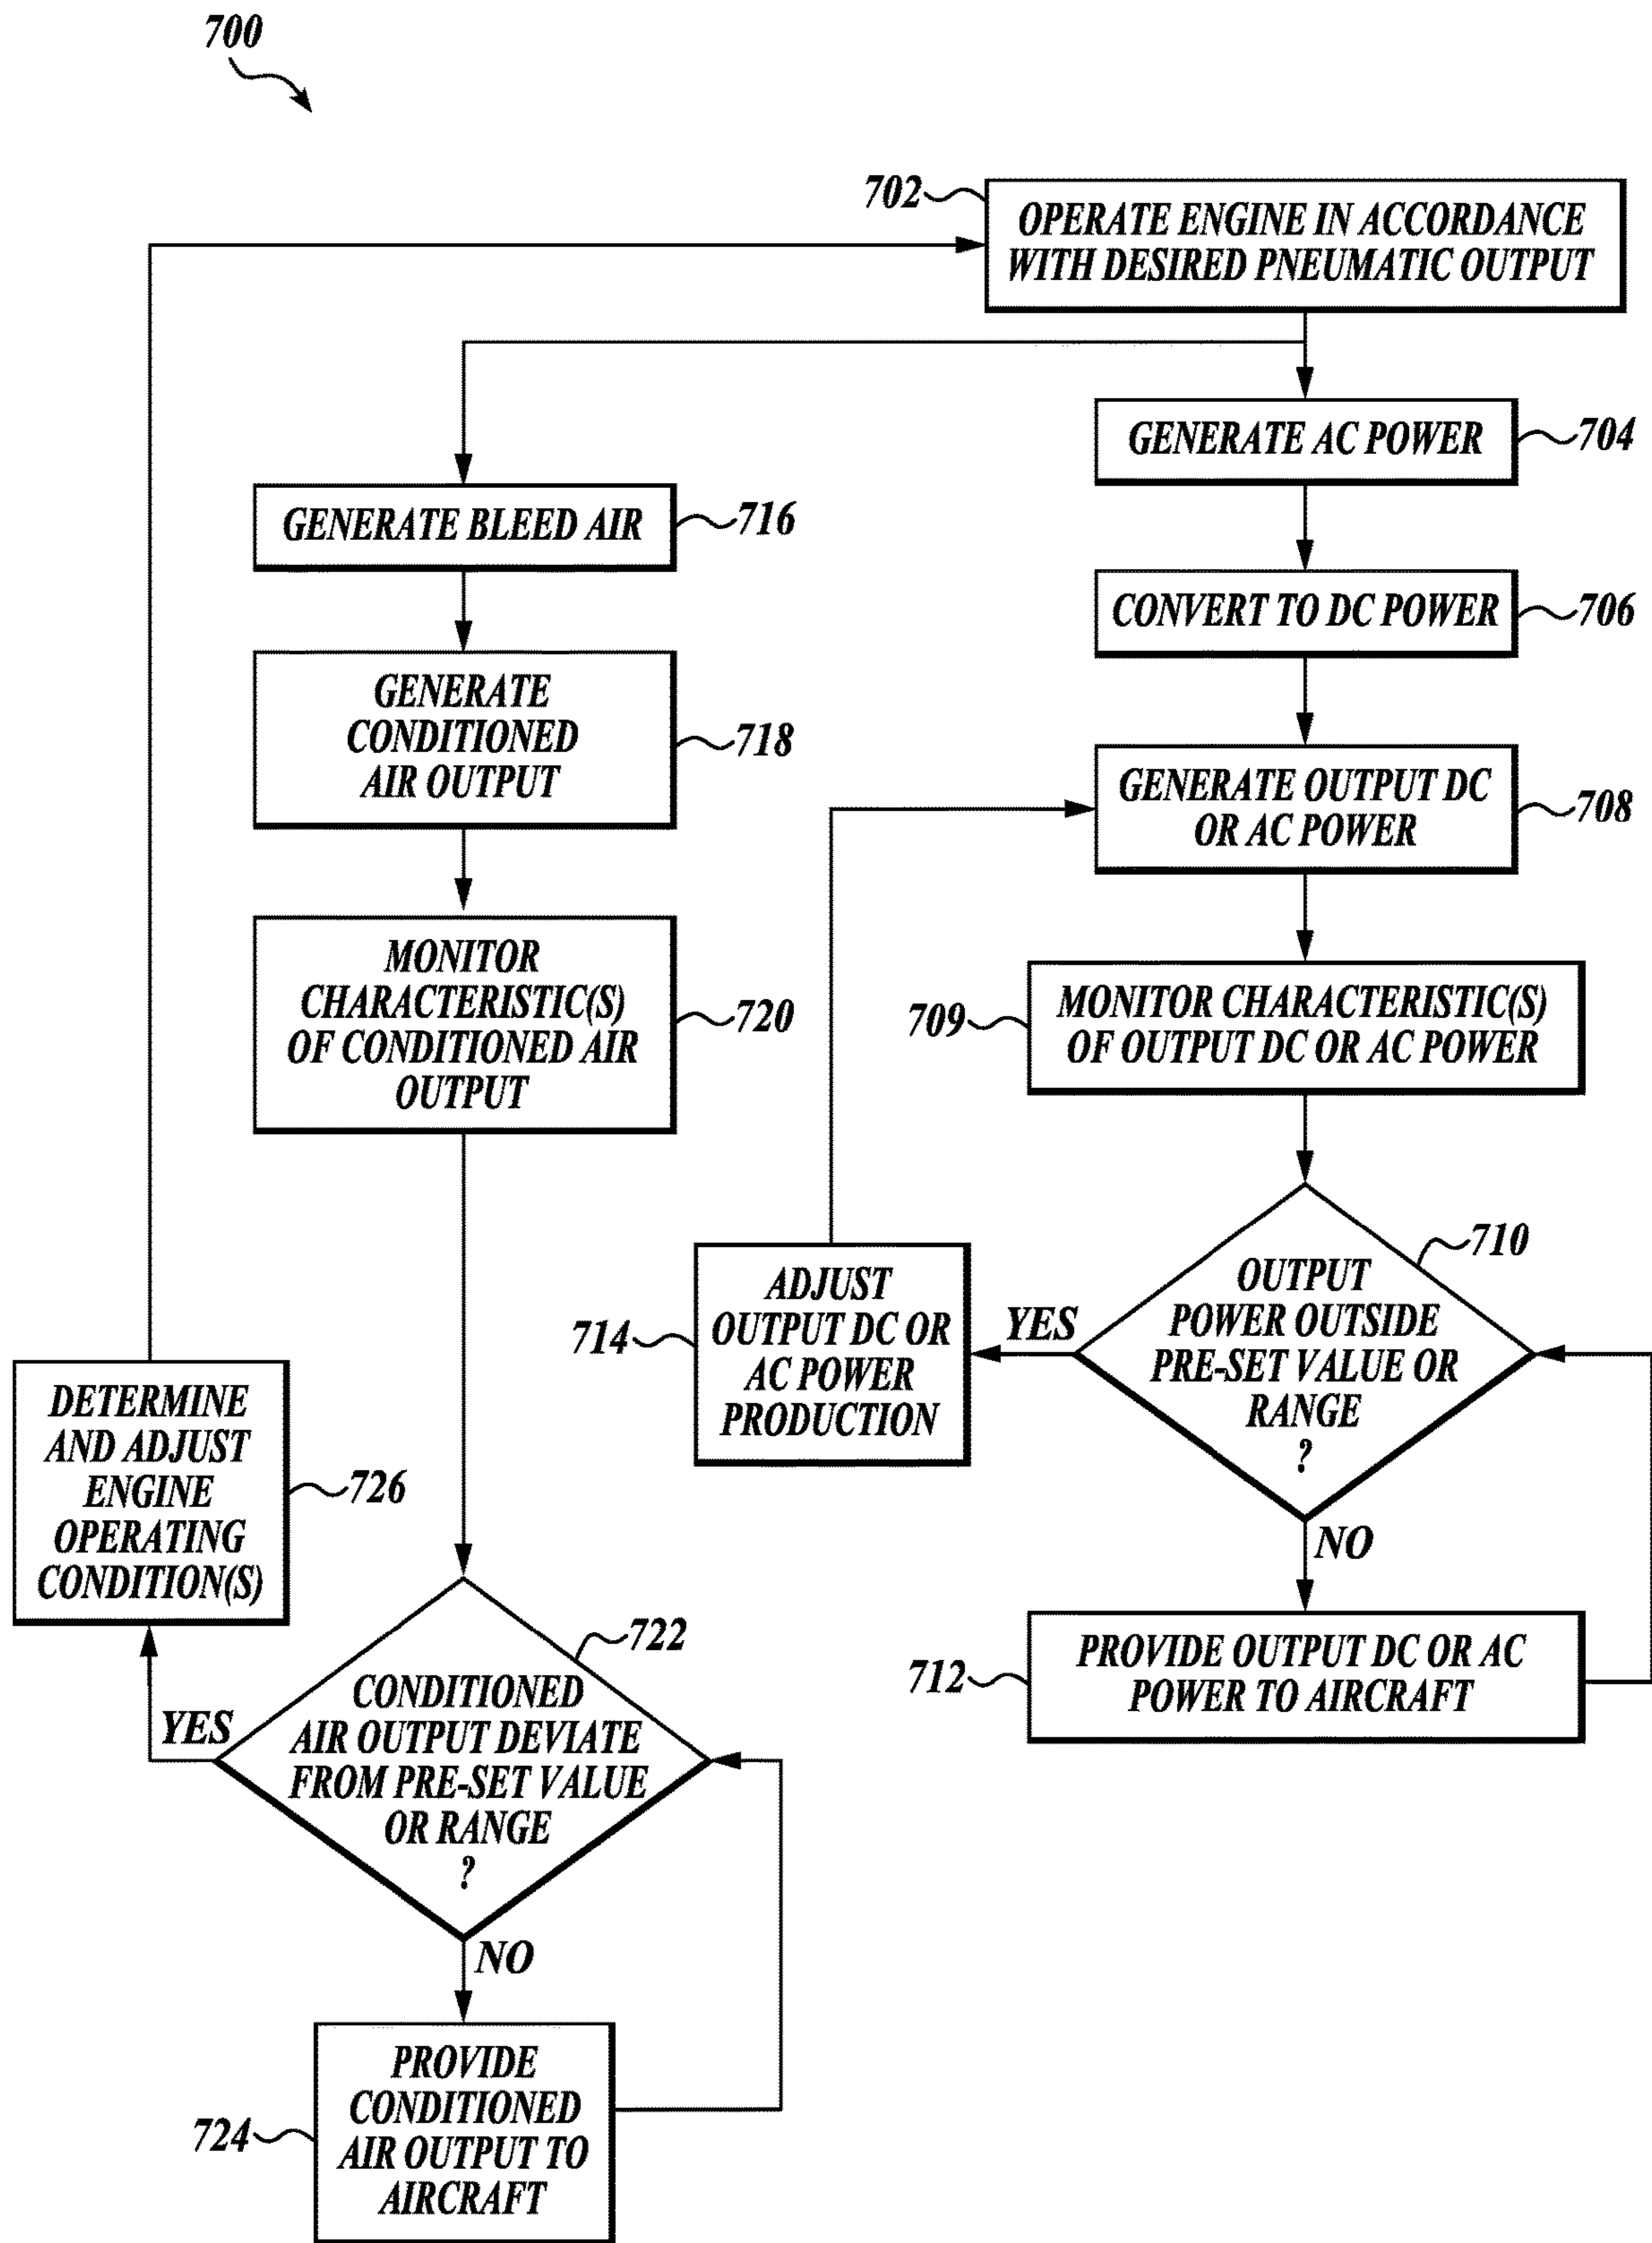 700
702
OPERATE ENGINE IN ACCORDANCE
WITH DESIRED PNEUMATIC OUTPUT
GENERATE AC POWER
704
GENERATE BLEED AIR
716
CONVERT TO DC POWER
706
GENERATE
CONDITIONED
AIR OUTPUT
718
GENERATE OUTPUT DC
OR AC POWER
708
MONITOR
CHARACTERISTIC(S)
OF CONDITIONED AIR
OUTPUT
720
709
MONITOR CHARACTERISTIC(S)
OF OUTPUT DC OR AC POWER
710
OUTPUT
POWER OUTSIDE
PRE-SET VALUE OR
RANGE
?
YES
714
ADJUST
OUTPUT DC OR
AC POWER
PRODUCTION
NO
712
PROVIDE OUTPUT DC OR AC
POWER TO AIRCRAFT
DETERMINE
AND ADJUST
ENGINE
OPERATING
CONDITION(S)
726
722
YES
CONDITIONED
AIR OUTPUT DEVIATE
FROM PRE-SET VALUE
OR RANGE
?
NO
724
PROVIDE
CONDITIONED
AIR OUTPUT TO
AIRCRAFT